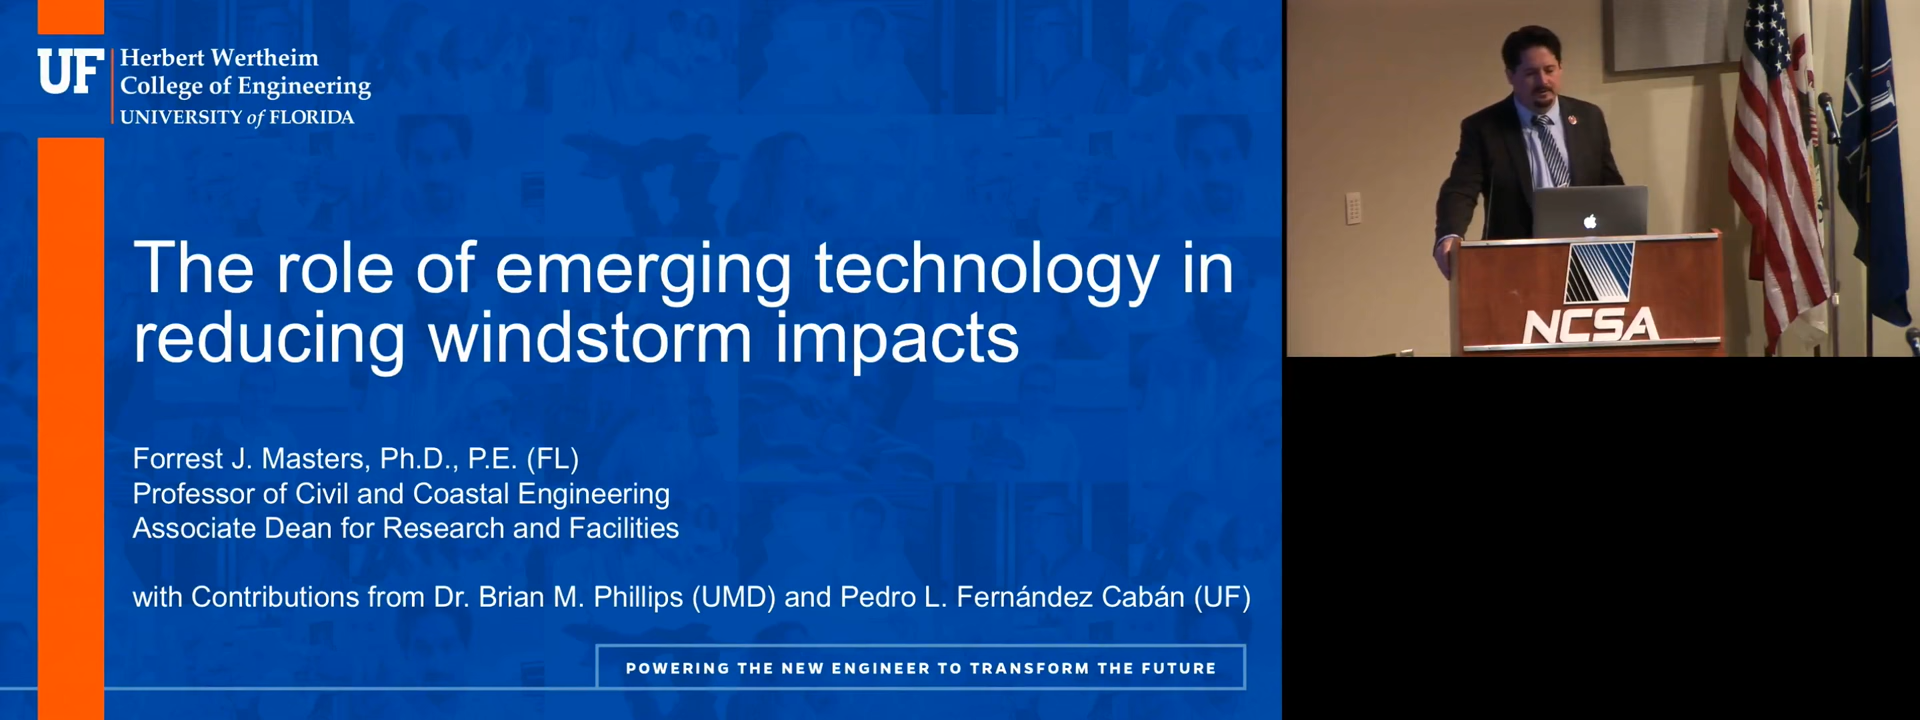 UF
Herbert Wertheim
College of Engineering
UNIVERSITY of FLORIDA
The role of emerging technology in
reducing windstorm impacts
Forrest J. Masters, Ph.D., P.E. (FL)
Professor of Civil and Coastal Engineering
Associate Dean for Research and Facilities
with Contributions from Dr. Brian M. Phillips (UMD) and Pedro L. Fernández Cabán (UF)
POWERING THE NEW ENGINEER TO TRANSFORM THE FUTURE
NCSA